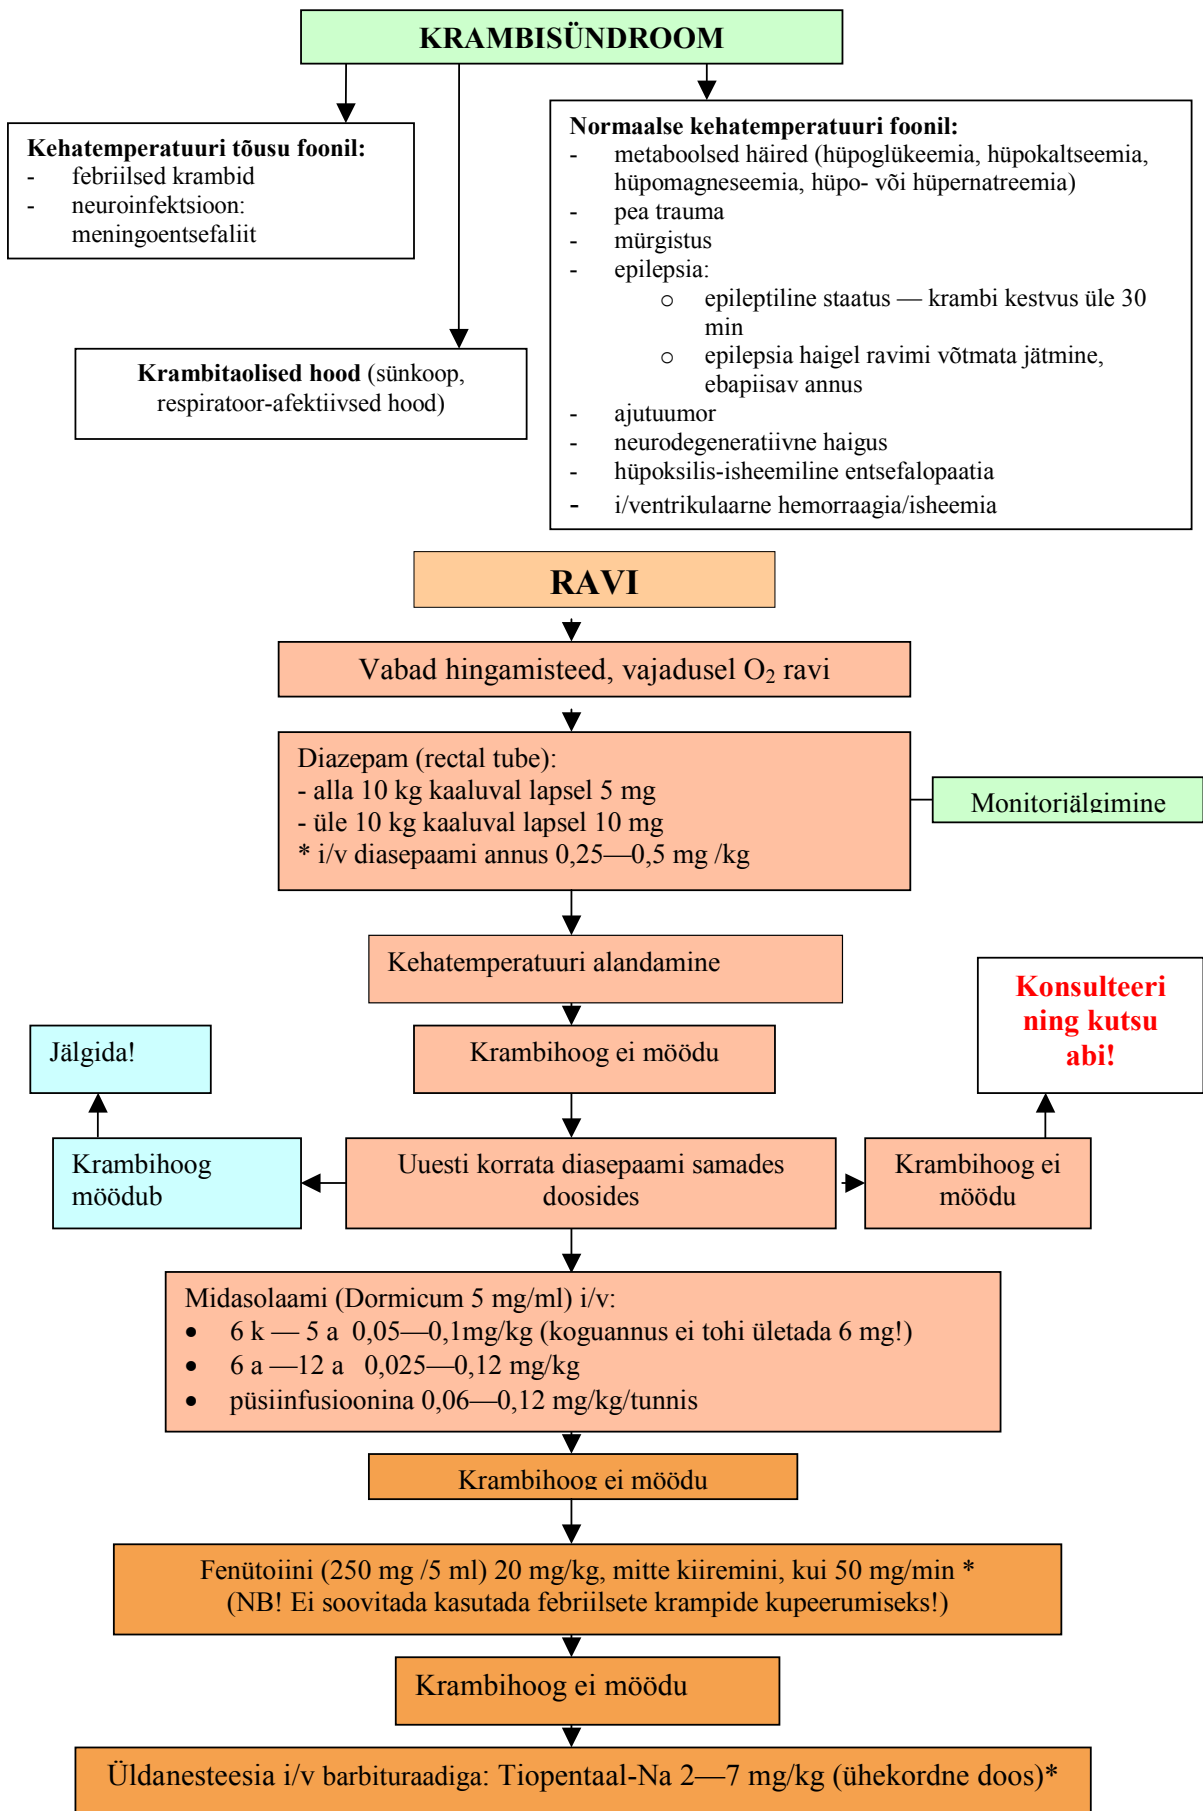 KRAMBISÜNDROOM
Kehatemperatuuri tõusu foonil:
- febriilsed krambid
- neuroinfektsioon:
meningoentsefaliit
Krambitaolised hood (sünkoop,
respiratoor-afektiivsed hood)
Normaalse kehatemperatuuri foonil:
- metaboolsed häired (hüpoglükeemia, hüpokaltseemia,
hüpomagneseemia, hüpo- või hüpernatreemia)
- pea trauma
- mürgistus
- epilepsia:
o epileptiline staatus — krambi kestvus üle 30
min
o epilepsia haigel ravimi võtmata jätmine,
ebapiisav annus
- ajutuumor
- neurodegeneratiivne haigus
- hüpoksilis-isheemiline entsefalopaatia
- i/ventrikulaarne hemorraagia/isheemia
RAVI
Vabad hingamisteed, vajadusel O₂ ravi
Diazepam (rectal tube):
- alla 10 kg kaaluval lapsel 5 mg
- üle 10 kg kaaluval lapsel 10 mg
* i/v diasepaami annus 0,25—0,5 mg /kg
Monitorjälgimine
Kehatemperatuuri alandamine
Konsulteeri
ning kutsu
abi!
Jälgida!
Krambihoog ei möödu
Krambihoog
möödub
Uuesti korrata diasepaami samades
doosides
Krambihoog ei
möödu
Midasolaami (Dormicum 5 mg/ml) i/v:
• 6 k — 5 a 0,05—0,1mg/kg (koguannus ei tohi ületada 6 mg!)
• 6 a —12 a 0,025—0,12 mg/kg
• püsiinfusioonina 0,06—0,12 mg/kg/tunnis
Krambihoog ei möödu
Fenütoiini (250 mg /5 ml) 20 mg/kg, mitte kiiremini, kui 50 mg/min *
(NB! Ei soovitada kasutada febriilsete krampide kupeerumiseks!)
Krambihoog ei möödu
Üldanesteesia i/v barbituraadiga: Tiopentaal-Na 2—7 mg/kg (ühekordne doos)*